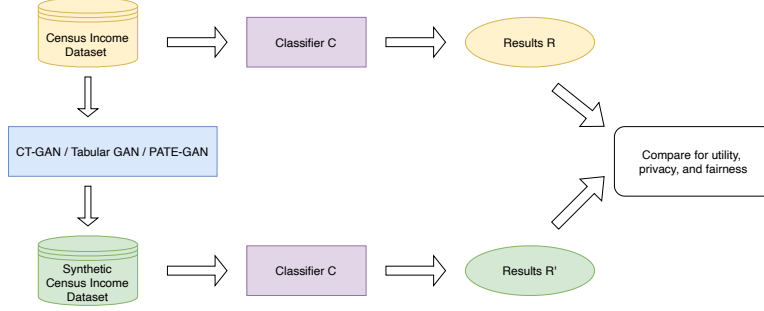 Census Income
Dataset
Classifier C
Results R
CT-GAN / Tabular GAN / PATE-GAN
Compare for utility,
privacy, and fairness
Synthetic
Census Income
Dataset
Classifier C
Results R'